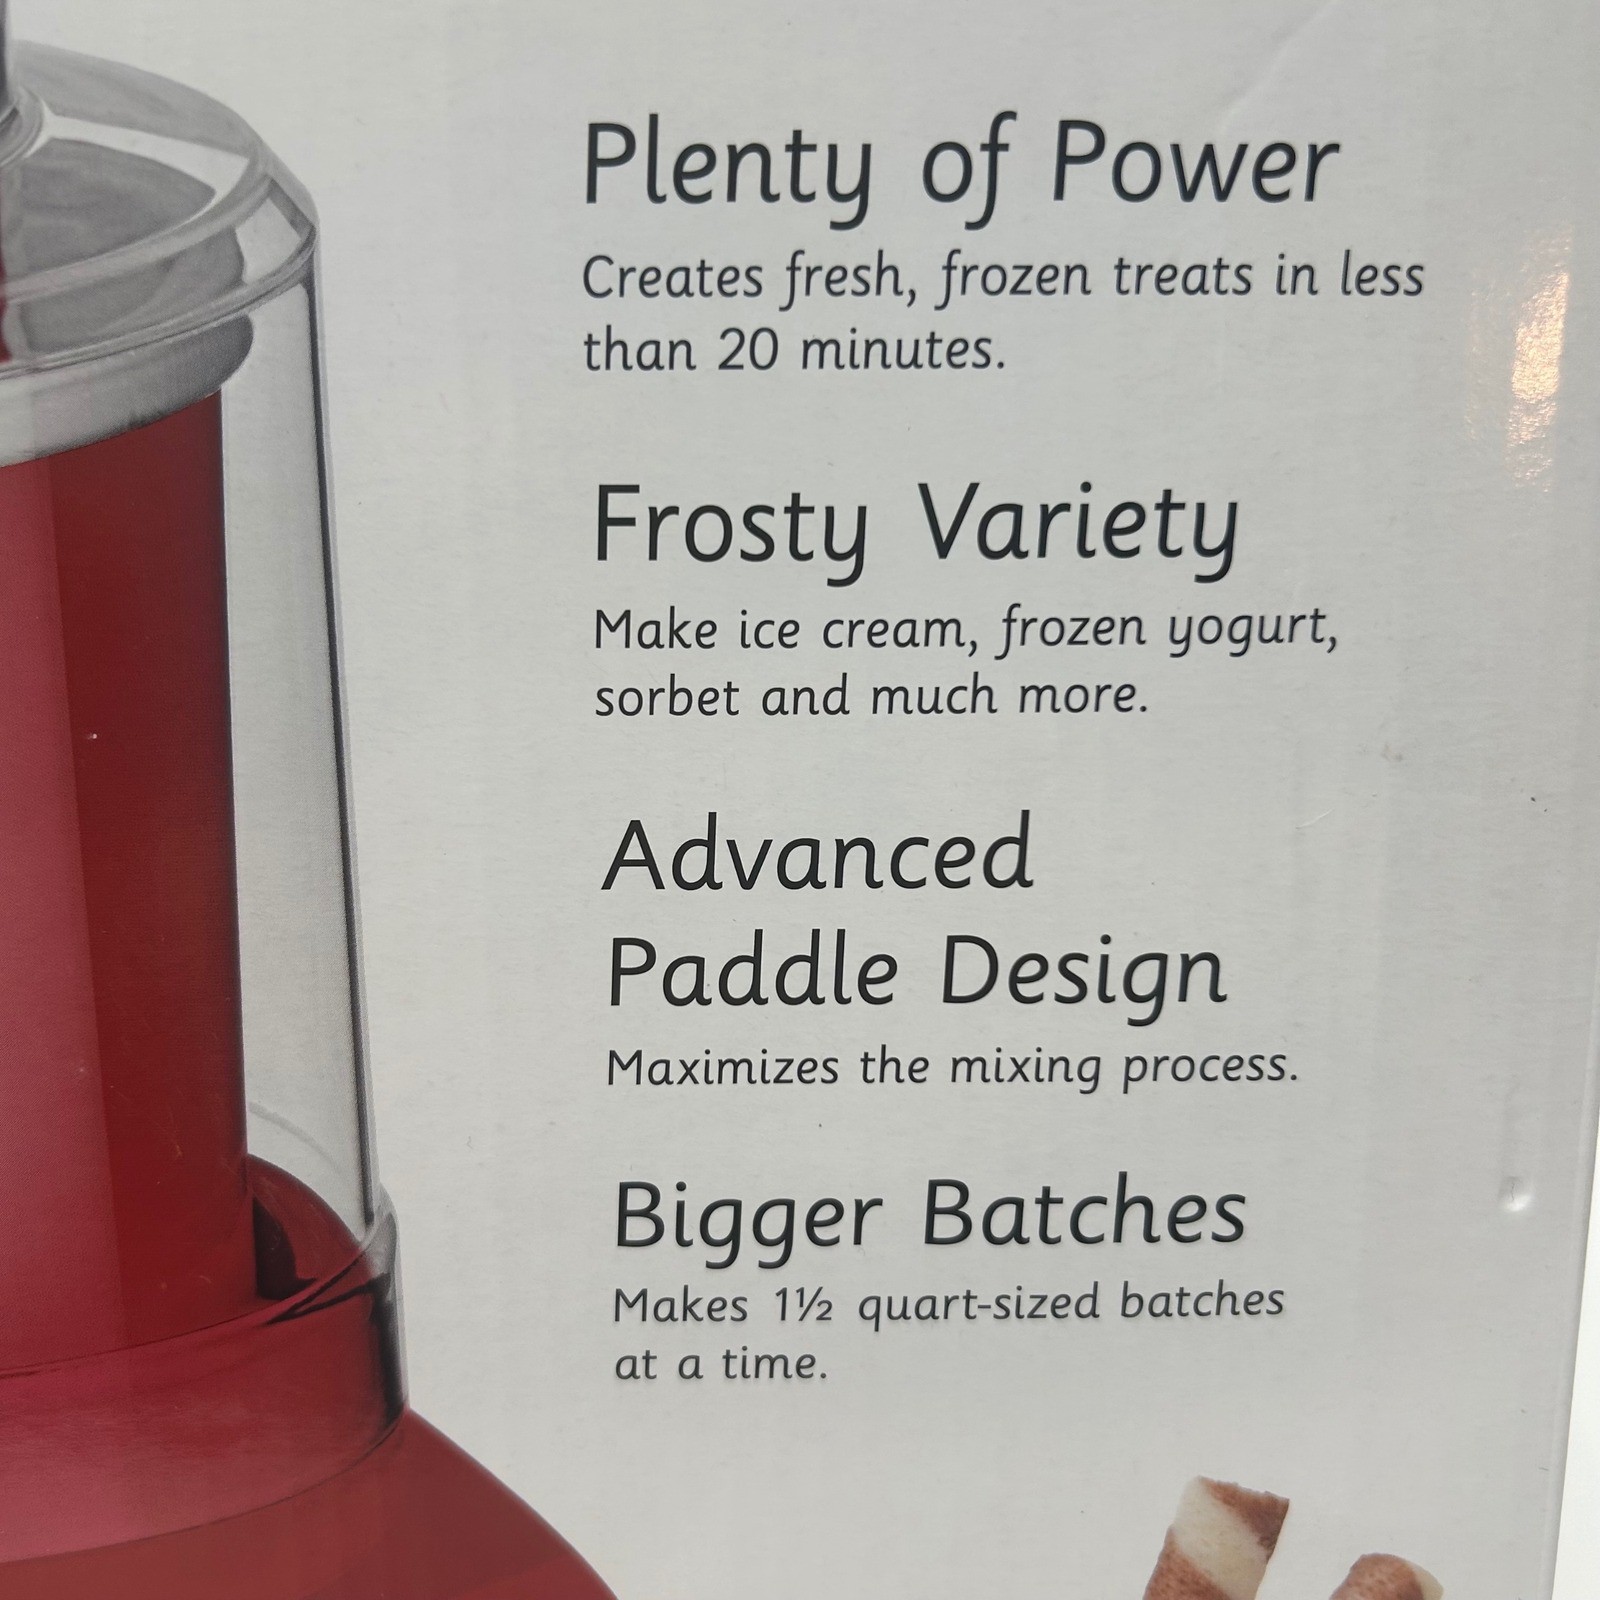 Plenty of Power
Creates fresh, frozen treats in less
than 20 minutes.
Frosty Variety
Make ice cream, frozen yogurt,
sorbet and much more.
Advanced
Paddle Design
Maximizes the mixing process.
Bigger Batches
Makes 1½ quart-sized batches
at a time.